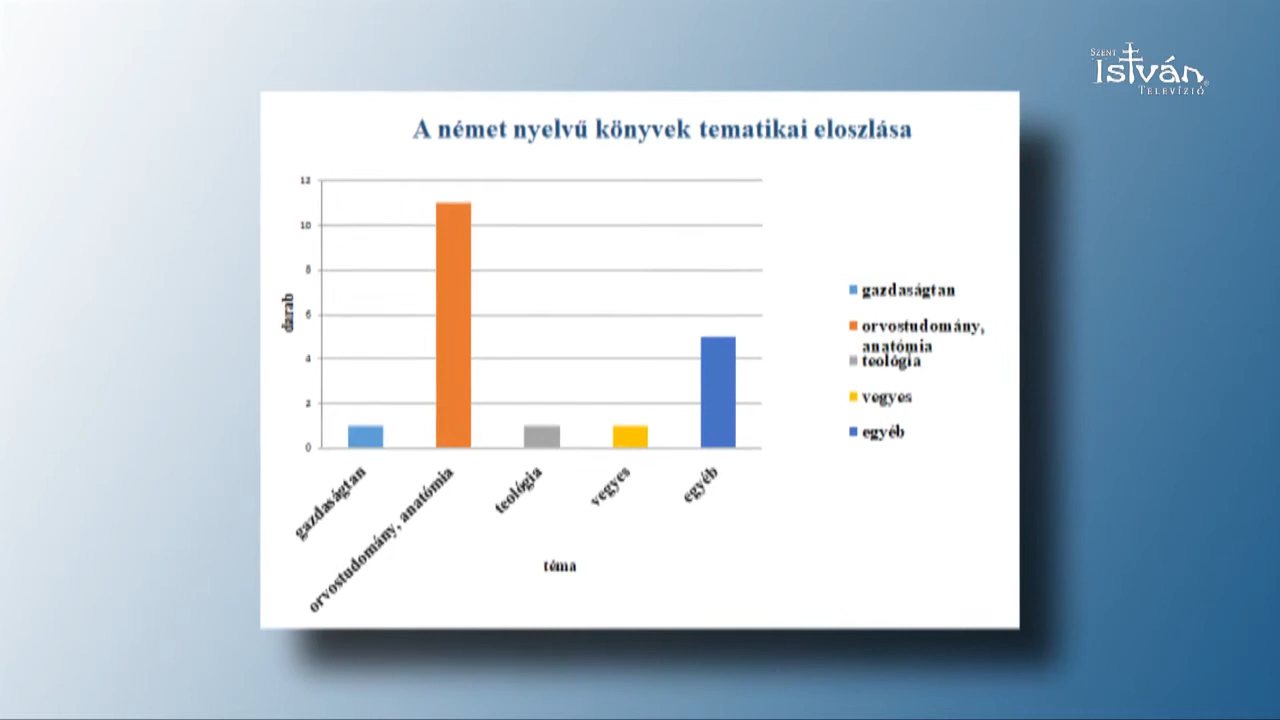 Szent
István
Televízió
A német nyelvű könyvek tematikai eloszlása
12
10
8
6
4
2
0
darab
gazdaságtan
orvostudomány, anatómia
teológia
vegyes
egyéb
téma
gazdaságtan
orvostudomány,
anatómia
teológia
vegyes
egyéb